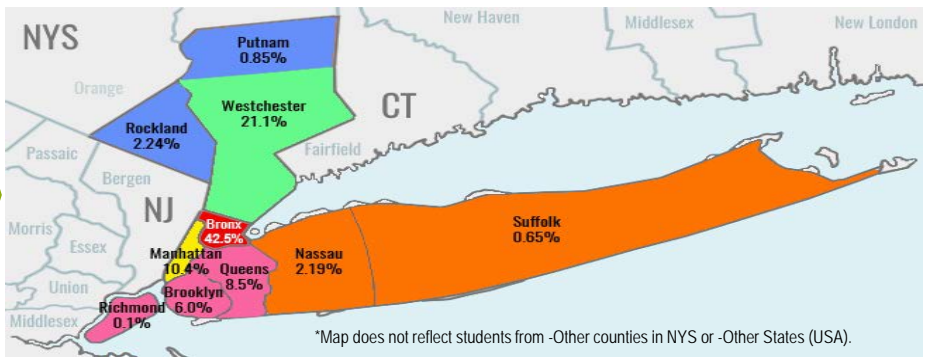 New Haven
Middlesex
New London
NYS
Putnam
0.85%
Orange
Westchester
21.1%
CT
Rockland
2.24%
Fairfield
Passaic
Bergen
NJ
Morris
Essex
Bronx
42.5%
Suffolk
0.65%
Manhattan
10.4%
Queens
8.5%
Nassau
2.19%
Union
Brooklyn
6.0%
Richmond
0.1%
Middlesex
*Map does not reflect students from -Other counties in NYS or -Other States (USA).